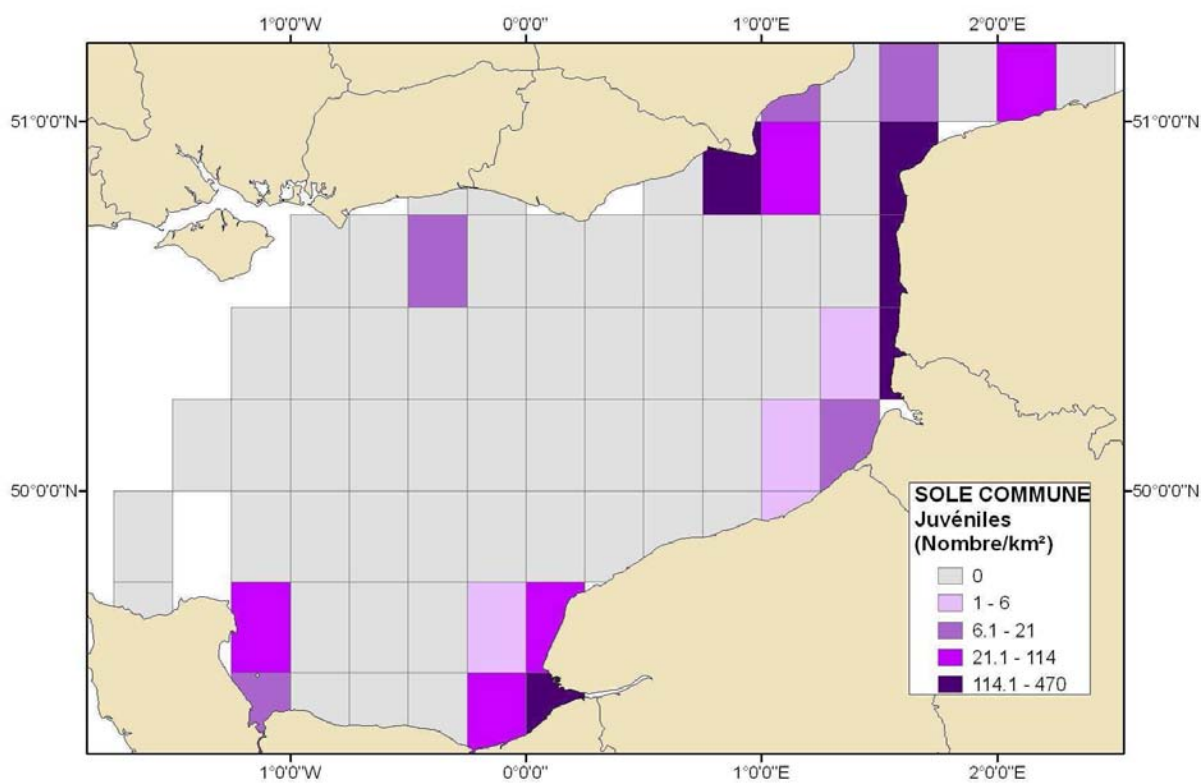 1°0'0"W 0°0'0" 1°0'0"E 2°0'0"E
51°0'0"N 51°0'0"N
50°0'0"N 50°0'0"N
SOLE COMMUNE
Juvéniles
(Nombre/km²)
0
1 - 6
6.1 - 21
21.1 - 114
114.1 - 470
1°0'0"W 0°0'0" 1°0'0"E 2°0'0"E